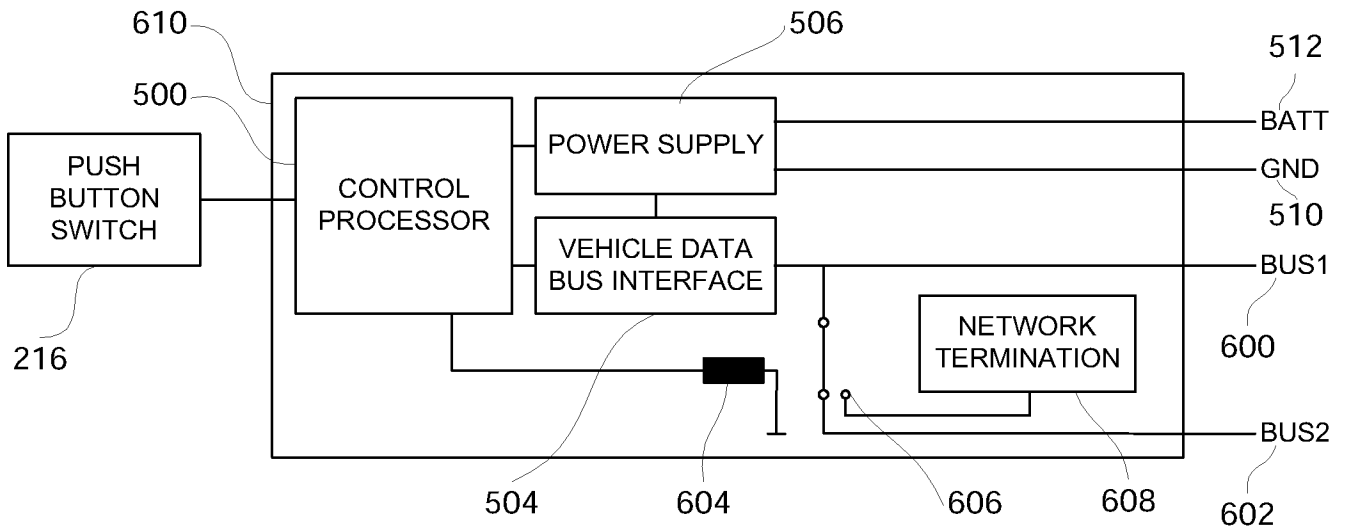 610
506
512
500
BATT
PUSH
BUTTON
SWITCH
CONTROL
PROCESSOR
POWER SUPPLY
GND
510
VEHICLE DATA
BUS INTERFACE
BUS1
NETWORK
TERMINATION
216
600
BUS2
504
604
606
608
602